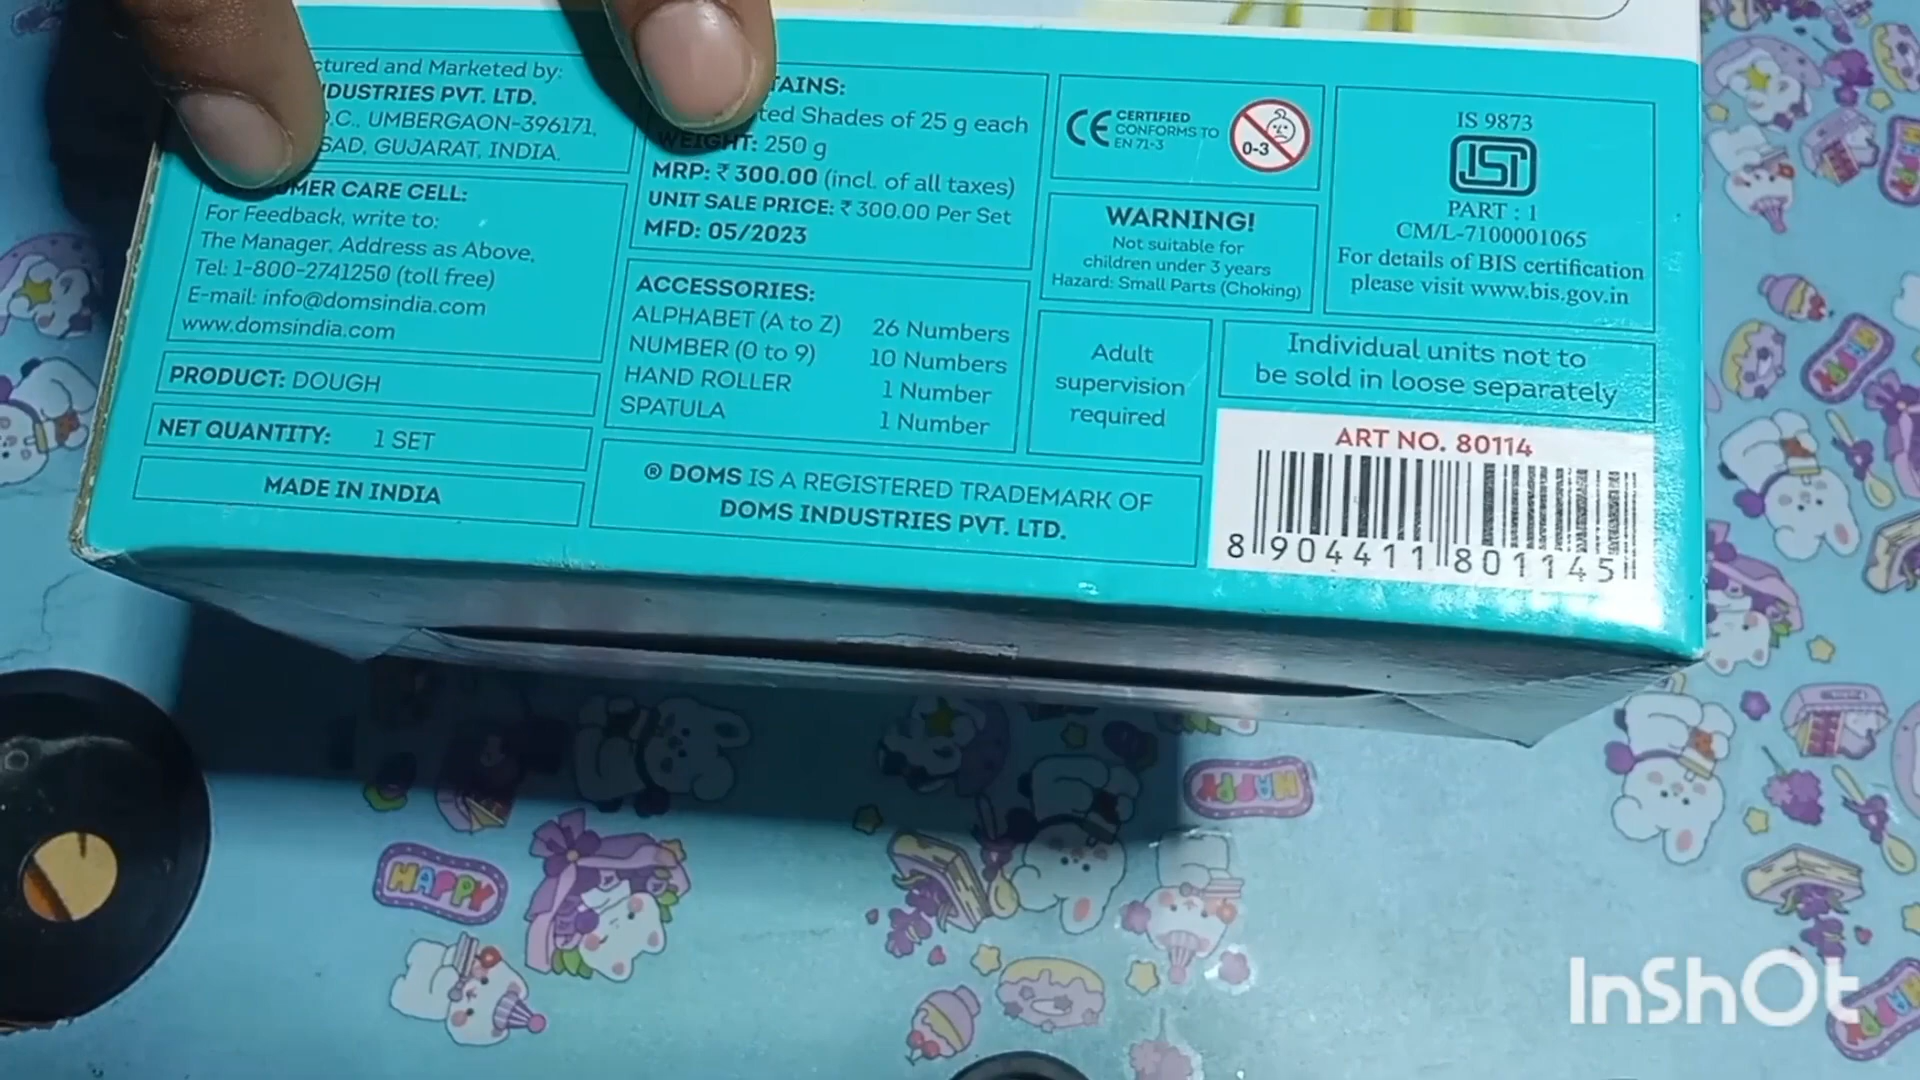 ctured and Marketed by:
INDUSTRIES PVT. LTD.
UMBERGAON-396171,
GUJARAT, INDIA.
CARE CELL:
For Feedback, write to:
The Manager, Address as Above,
Tel: 1-800-2741250 (toll free)
E-mail: info@domsindia.com
www.domsindia.com
PRODUCT: DOUGH
NET QUANTITY: 1 SET
MADE IN INDIA
TAINS:
ted Shades of 25 g each
WEIGHT: 250 g
MRP: ₹ 300.00 (incl. of all taxes)
UNIT SALE PRICE: ₹ 300.00 Per Set
MFD: 05/2023
ACCESSORIES:
ALPHABET (A to Z) 26 Numbers
NUMBER (0 to 9) 10 Numbers
HAND ROLLER 1 Number
SPATULA 1 Number
® DOMS IS A REGISTERED TRADEMARK OF
DOMS INDUSTRIES PVT. LTD.
CE CERTIFIED
CONFORMS TO
EN 71-3
0-3
WARNING!
Not suitable for
children under 3 years
Hazard: Small Parts (Choking)
Adult
supervision
required
IS 9873
ISI
PART : 1
CM/L-7100001065
For details of BIS certification
please visit www.bis.gov.in
Individual units not to
be sold in loose separately
ART NO. 80114
8 904411 801145
HAPPY
HAPPY
HAPPY
HAPPY
HAPPY
InShOt